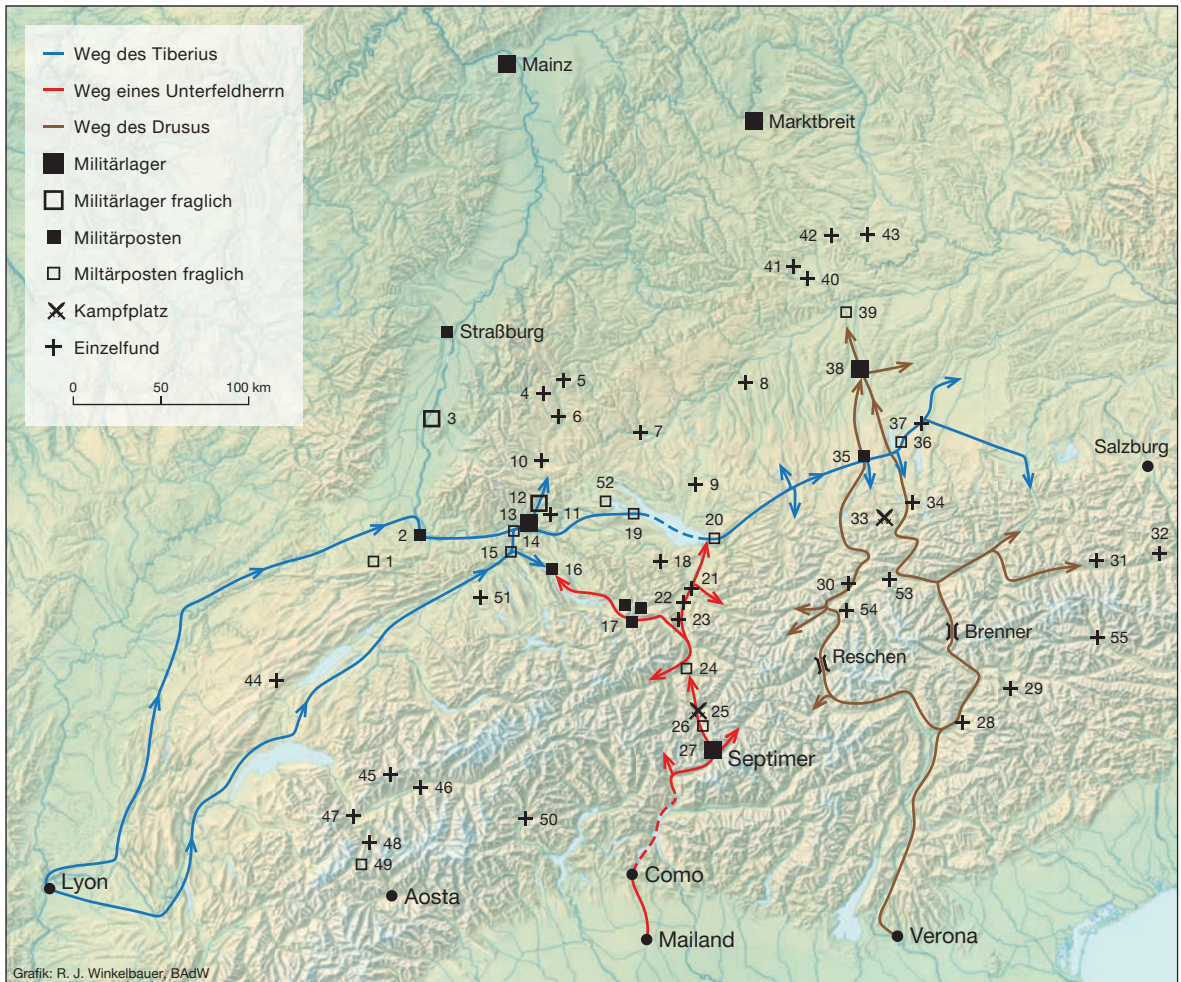 Weg des Tiberius
Weg eines Unterfeldherrn
Weg des Drusus
Militärlager
Militärlager fraglich
Militärposten
Miltärposten fraglich
Kampfplatz
Einzelfund
0 50 100 km
Mainz
Marktbreit
42 43
41
40
39
Straßburg
38
5
4
8
3
6
37
7
36
35
Salzburg
10
9
52
12
34
11
13
19
20
33
2
14
32
15
1
18
31
16
21
30
53
51
22
54
17
23
Brenner
55
Reschen
24
44
29
25
28
26
27
Septimer
45
46
47
50
48
49
Como
Lyon
Aosta
Mailand
Verona
Grafik: R. J. Winkelbauer, BAdW